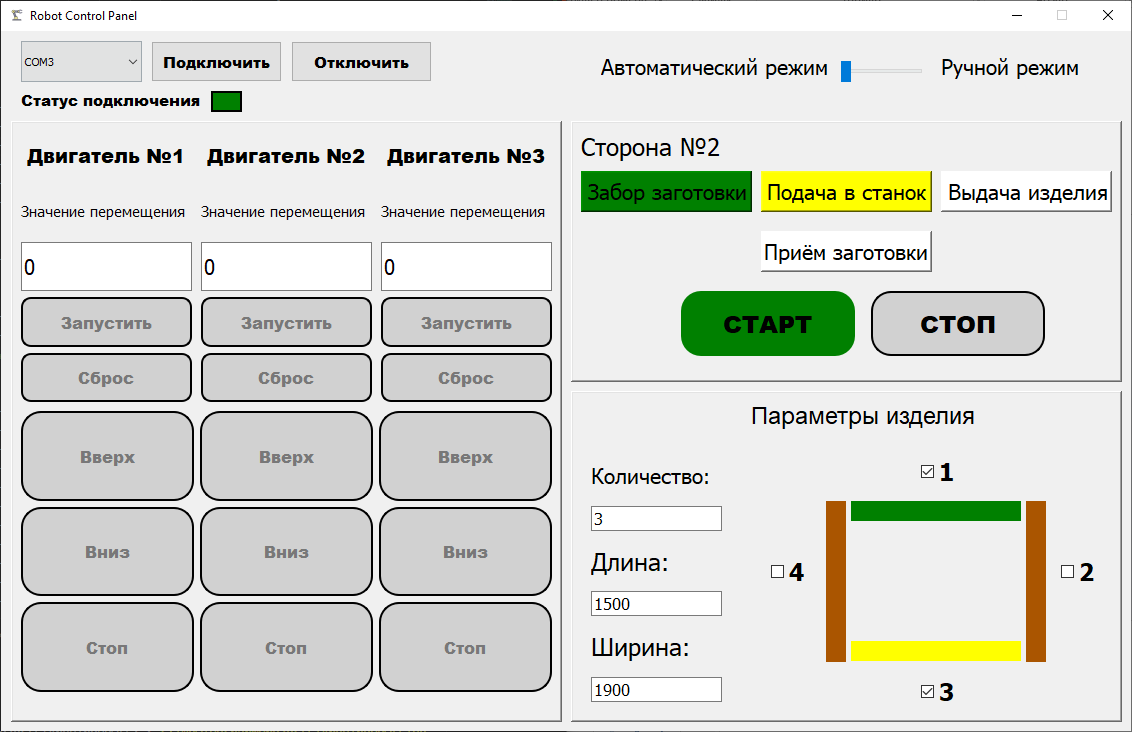 Robot Control Panel
COM3
Подключить
Отключить
Автоматический режим
Ручной режим
Статус подключения
Двигатель №1
Двигатель №2
Двигатель №3
Значение перемещения
Значение перемещения
Значение перемещения
0
0
0
Запустить
Запустить
Запустить
Сброс
Сброс
Сброс
Вверх
Вверх
Вверх
Вниз
Вниз
Вниз
Стоп
Стоп
Стоп
Сторона №2
Забор заготовки
Подача в станок
Выдача изделия
Приём заготовки
СТАРТ
СТОП
Параметры изделия
Количество:
3
Длина:
1500
Ширина:
1900
1
4
2
3